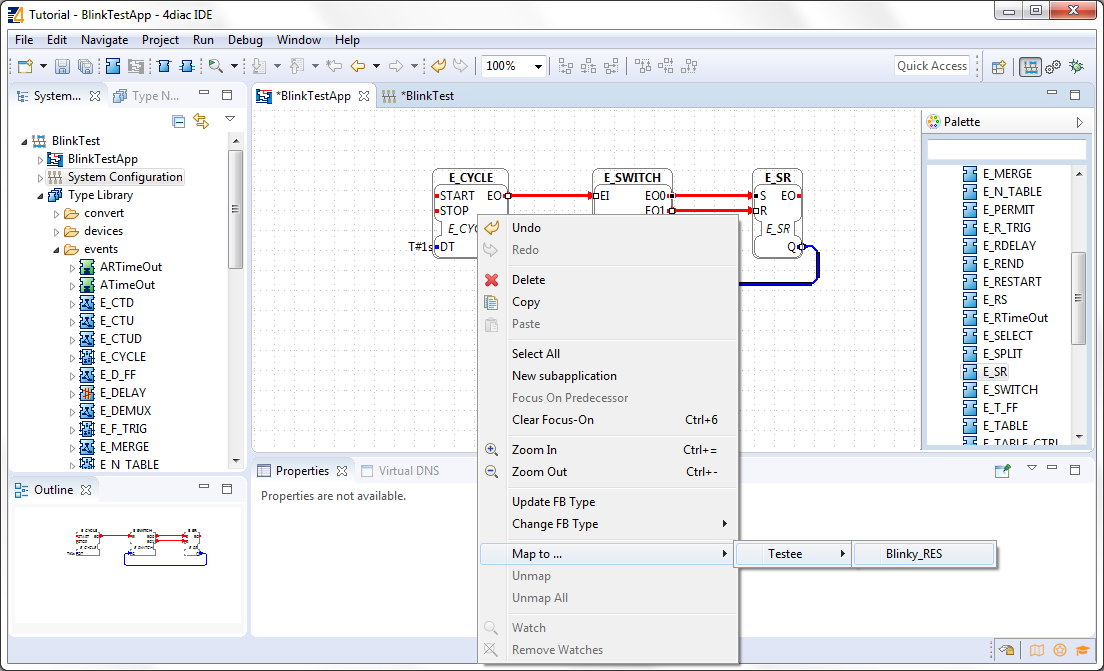 Tutorial - BlinkTestApp - 4diac IDE
File Edit Navigate Project Run Debug Window Help
100%
Quick Access
System...
Type N...
*BlinkTestApp
*BlinkTest
BlinkTest
BlinkTestApp
System Configuration
Type Library
convert
devices
events
ARTimeOut
ATimeOut
E_CTD
E_CTU
E_CTUD
E_CYCLE
E_D_FF
E_DELAY
E_DEMUX
E_F_TRIG
E_MERGE
E_N_TABLE
E_CYCLE
START EO
STOP
E_CYC
T#1s
DT
E_SWITCH
EI EO0
EO1
E_SR
S EO
R
E_SR
Q
Undo
Redo
Delete
Copy
Paste
Select All
New subapplication
Focus On Predecessor
Clear Focus-On Ctrl+6
Zoom In Ctrl+=
Zoom Out Ctrl+-
Update FB Type
Change FB Type
Map to ...
Unmap
Unmap All
Watch
Remove Watches
Testee
Blinky_RES
Palette
E_MERGE
E_N_TABLE
E_PERMIT
E_R_TRIG
E_RDELAY
E_REND
E_RESTART
E_RS
E_RTimeOut
E_SELECT
E_SPLIT
E_SR
E_SWITCH
E_T_FF
E_TABLE
E_TABLE_CTRL
Properties
Virtual DNS
Properties are not available.
Outline